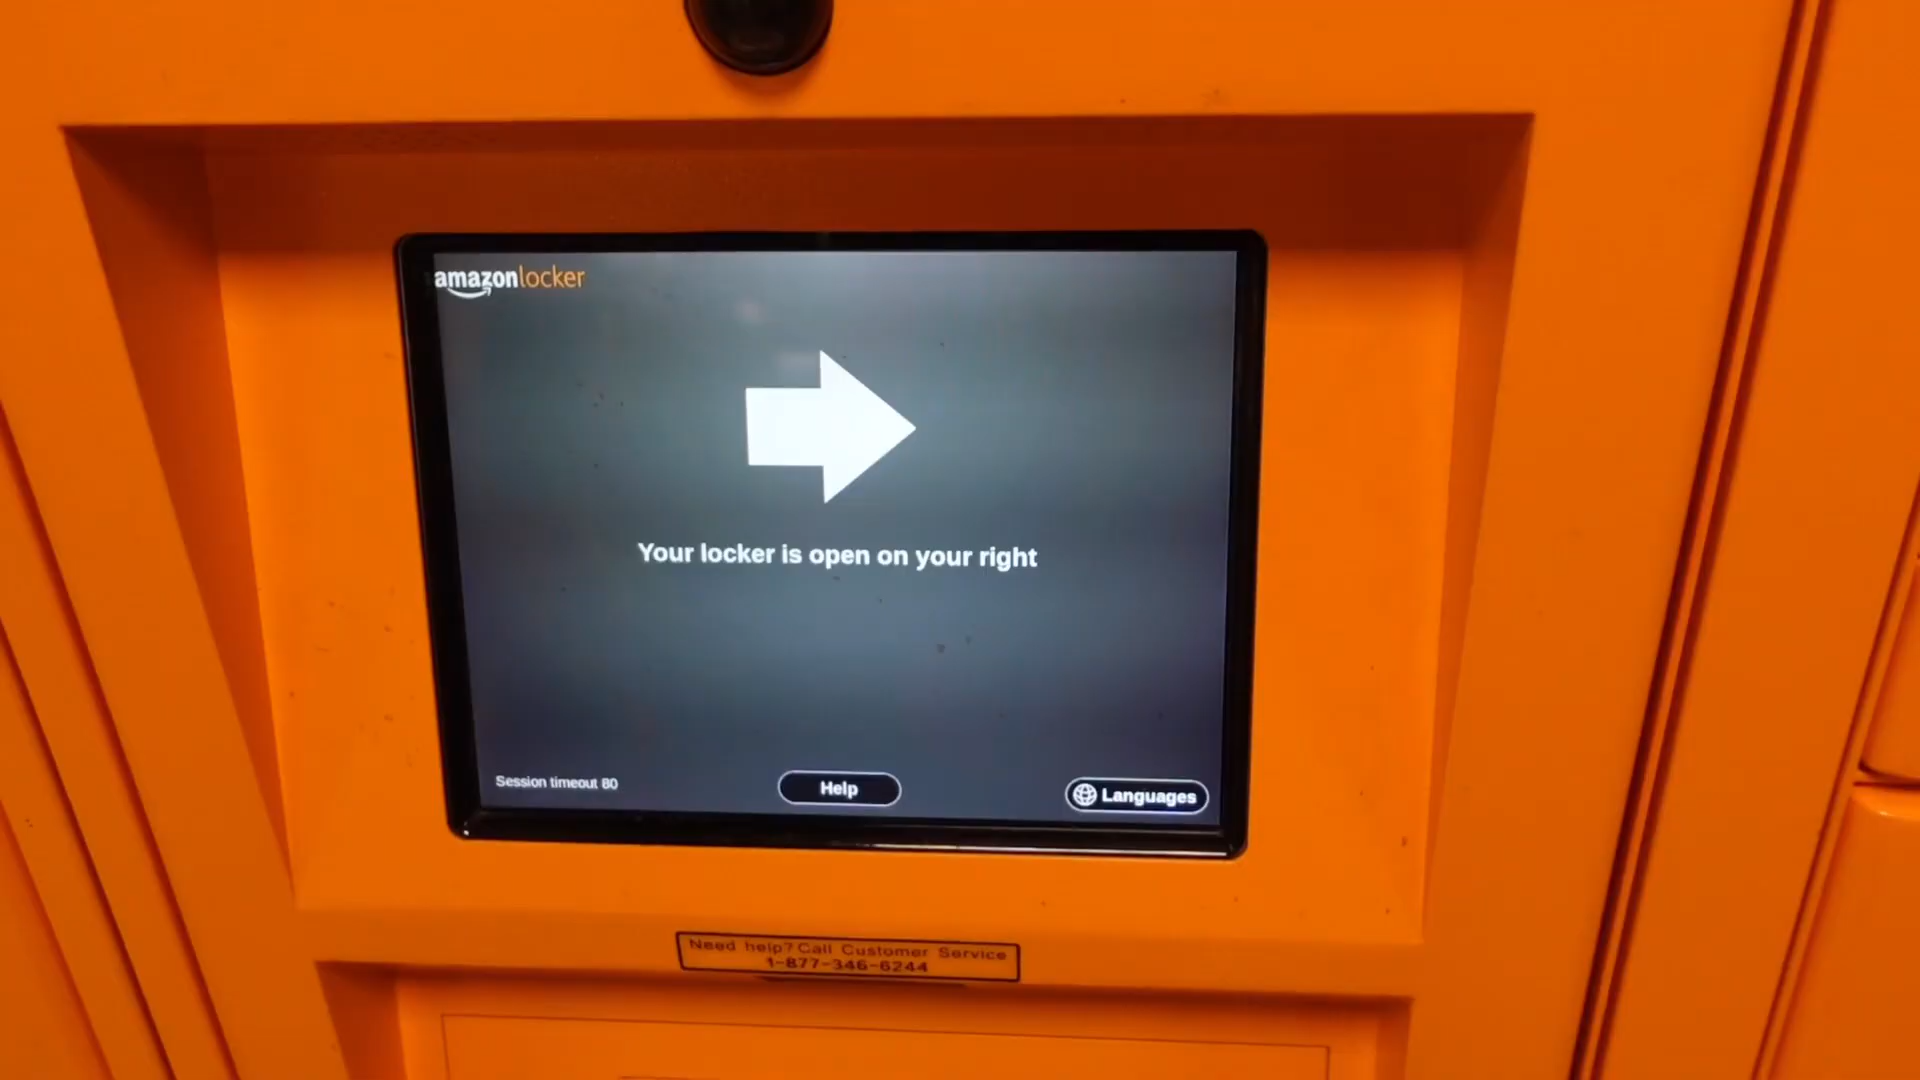 amazonlocker
Your locker is open on your right
Session timeout 80
Help
Languages
Need help? Call Customer Service
1-877-346-6244